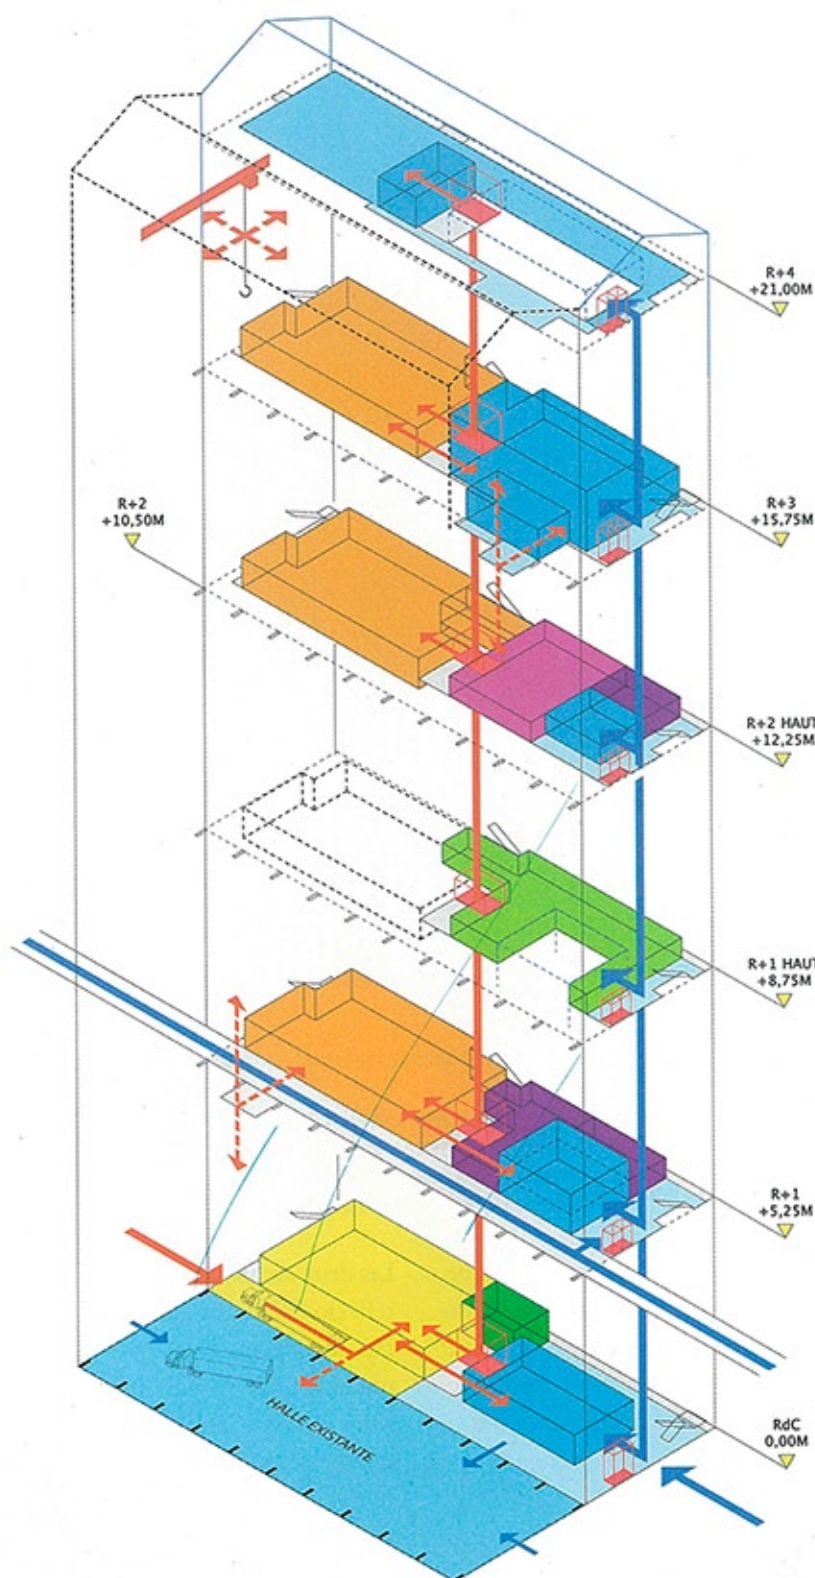 R+4
+21,00M
R+3
+15,75M
R+2
+10,50M
R+2 HAUT
+12,25M
R+1 HAUT
+8,75M
R+1
+5,25M
RdC
0,00M
HALLE EXISTANTE